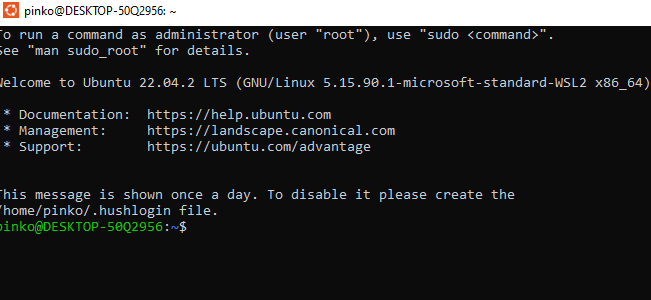 pinko@DESKTOP-50Q2956: ~
To run a command as administrator (user "root"), use "sudo <command>".
See "man sudo_root" for details.
Welcome to Ubuntu 22.04.2 LTS (GNU/Linux 5.15.90.1-microsoft-standard-WSL2 x86_64)
* Documentation: https://help.ubuntu.com
* Management: https://landscape.canonical.com
* Support: https://ubuntu.com/advantage
This message is shown once a day. To disable it please create the
/home/pinko/.hushlogin file.
pinko@DESKTOP-50Q2956:~$